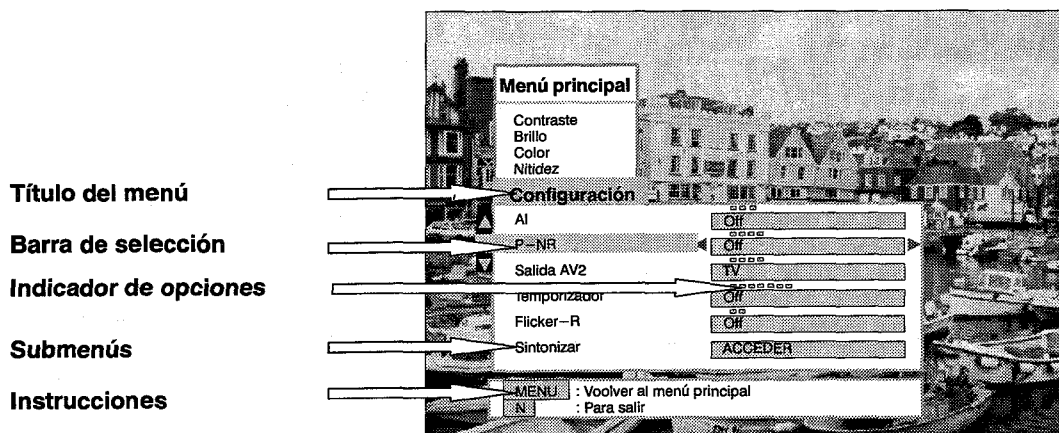 Menú principal
Contraste
Brillo
Color
Nitidez
Título del menú
Configuración
AI
Off
Barra de selección
P-NR
Off
Salida AV2
TV
Indicador de opciones
Temporizador
Off
Flicker-R
Off
Submenús
Sintonizar
ACCEDER
Instrucciones
MENU : Voolver al menú principal
N : Para salir